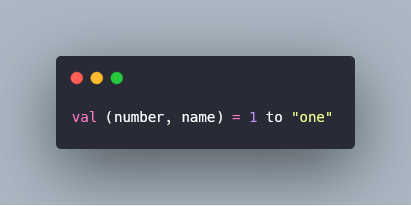 val (number, name) = 1 to "one"